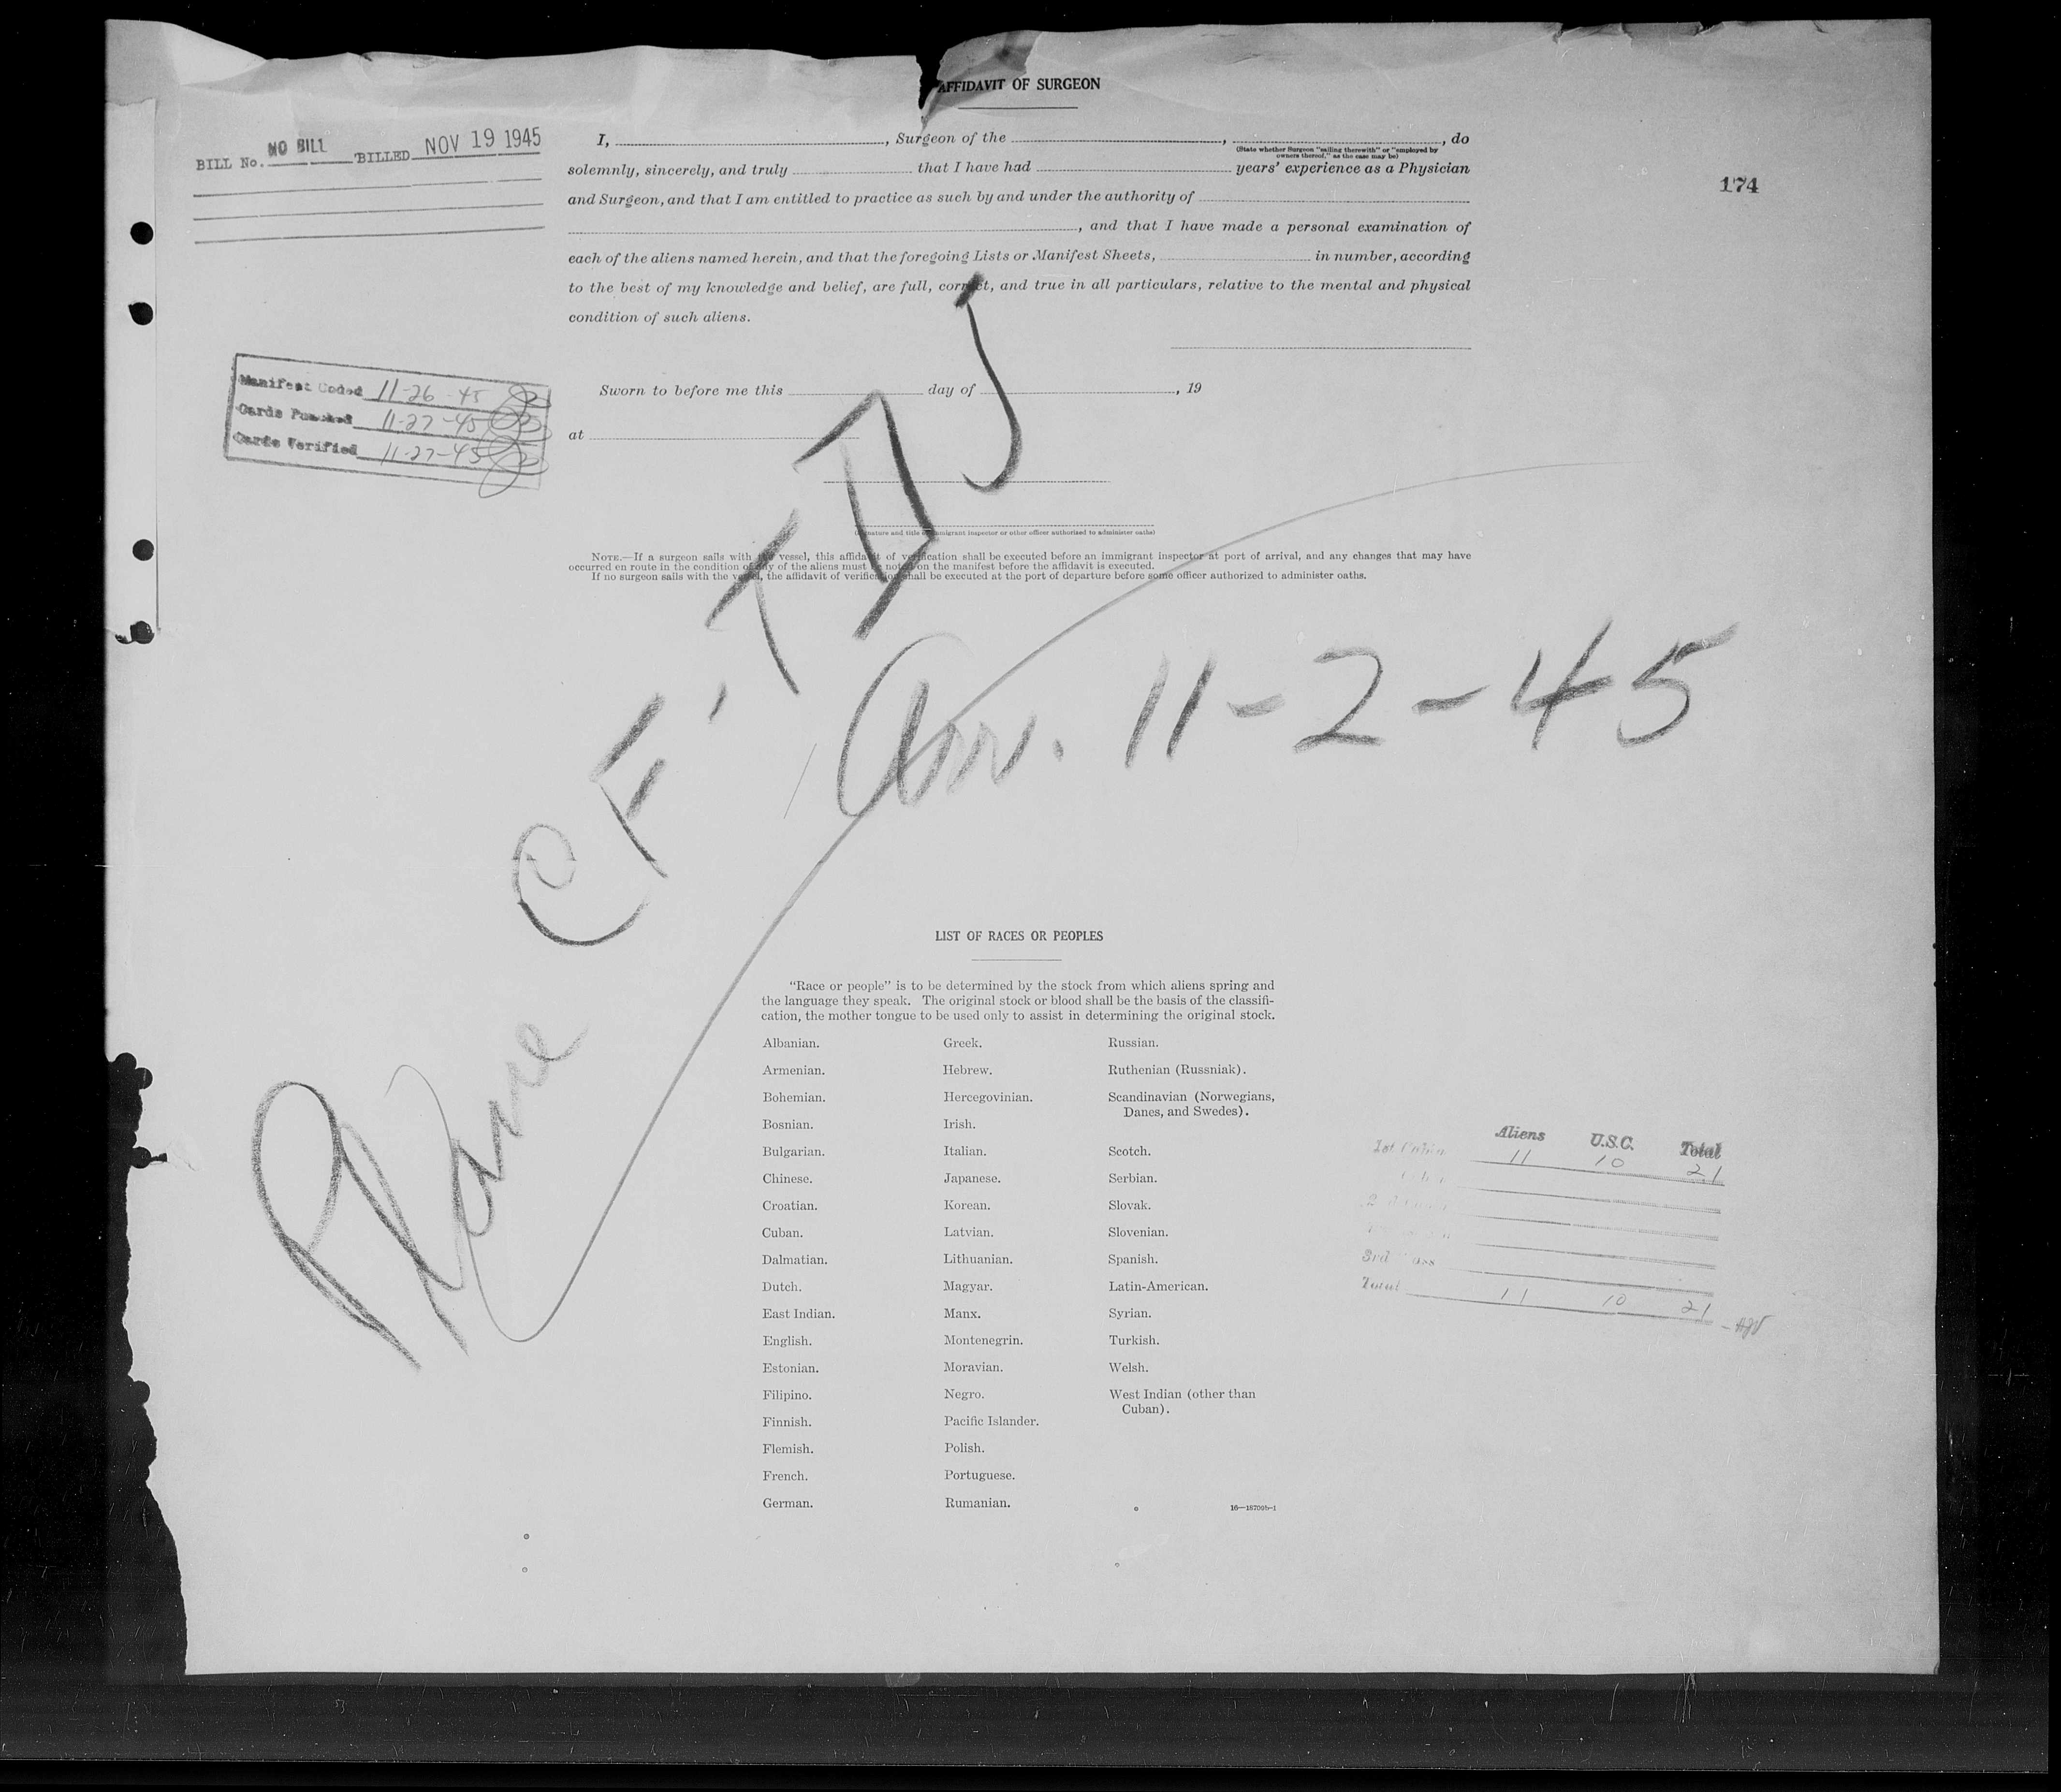 AFFIDAVIT OF SURGEON
BILL No. NO BILL BILLED NOV 19 1945
174
I, , Surgeon of the , , do
(State whether Surgeon "sailing therewith" or "employed by
owners thereof," as the case may be)
solemnly, sincerely, and truly that I have had years' experience as a Physician
and Surgeon, and that I am entitled to practice as such by and under the authority of
, and that I have made a personal examination of
each of the aliens named herein, and that the foregoing Lists or Manifest Sheets, in number, according
to the best of my knowledge and belief, are full, correct, and true in all particulars, relative to the mental and physical
condition of such aliens.
Manifest Coded 11-26-45
Cards Punched 11-27-45
Cards Verified 11-27-45
Sworn to before me this day of , 19
at
(Signature and title of immigrant inspector or other officer authorized to administer oaths)
NOTE.—If a surgeon sails with the vessel, this affidavit of verification shall be executed before an immigrant inspector at port of arrival, and any changes that may have
occurred en route in the condition of any of the aliens must be noted on the manifest before the affidavit is executed.
If no surgeon sails with the vessel, the affidavit of verification shall be executed at the port of departure before some officer authorized to administer oaths.
Plane CF-TDJ
Arr. 11-2-45
LIST OF RACES OR PEOPLES
"Race or people" is to be determined by the stock from which aliens spring and
the language they speak. The original stock or blood shall be the basis of the classifi-
cation, the mother tongue to be used only to assist in determining the original stock.
Albanian.
Armenian.
Bohemian.
Bosnian.
Bulgarian.
Chinese.
Croatian.
Cuban.
Dalmatian.
Dutch.
East Indian.
English.
Estonian.
Filipino.
Finnish.
Flemish.
French.
German.
Greek.
Hebrew.
Hercegovinian.
Irish.
Italian.
Japanese.
Korean.
Latvian.
Lithuanian.
Magyar.
Manx.
Montenegrin.
Moravian.
Negro.
Pacific Islander.
Polish.
Portuguese.
Rumanian.
Russian.
Ruthenian (Russniak).
Scandinavian (Norwegians,
Danes, and Swedes).
Scotch.
Serbian.
Slovak.
Slovenian.
Spanish.
Latin-American.
Syrian.
Turkish.
Welsh.
West Indian (other than
Cuban).
Aliens U.S.C. Total
1st 11 10 21
3rd
Total 11 10 21